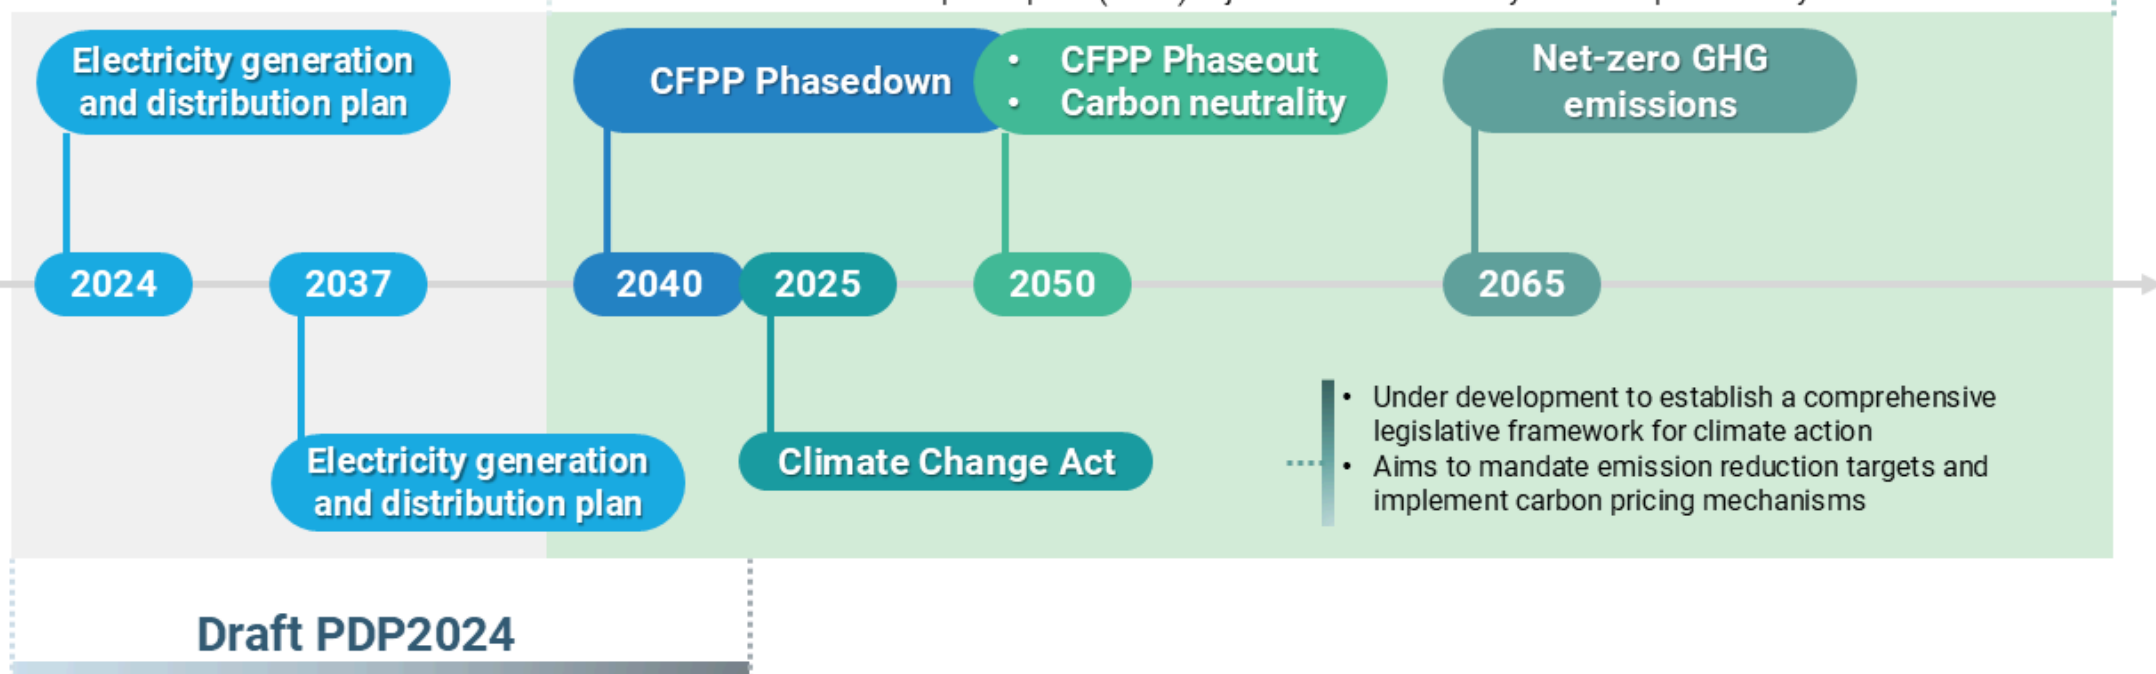 Electricity generation
and distribution plan
CFPP Phasedown
• CFPP Phaseout
• Carbon neutrality
Net-zero GHG
emissions
2024
2037
2040
2025
2050
2065
Electricity generation
and distribution plan
Climate Change Act
• Under development to establish a comprehensive
legislative framework for climate action
• Aims to mandate emission reduction targets and
implement carbon pricing mechanisms
Draft PDP2024